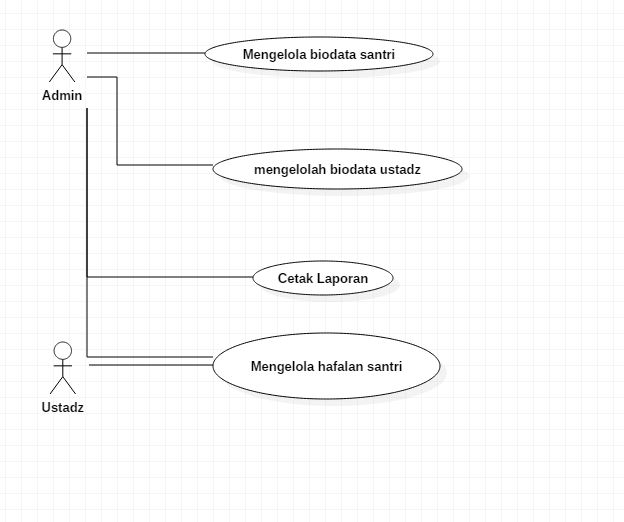 Mengelola biodata santri
Admin
mengelolah biodata ustadz
Cetak Laporan
Mengelola hafalan santri
Ustadz